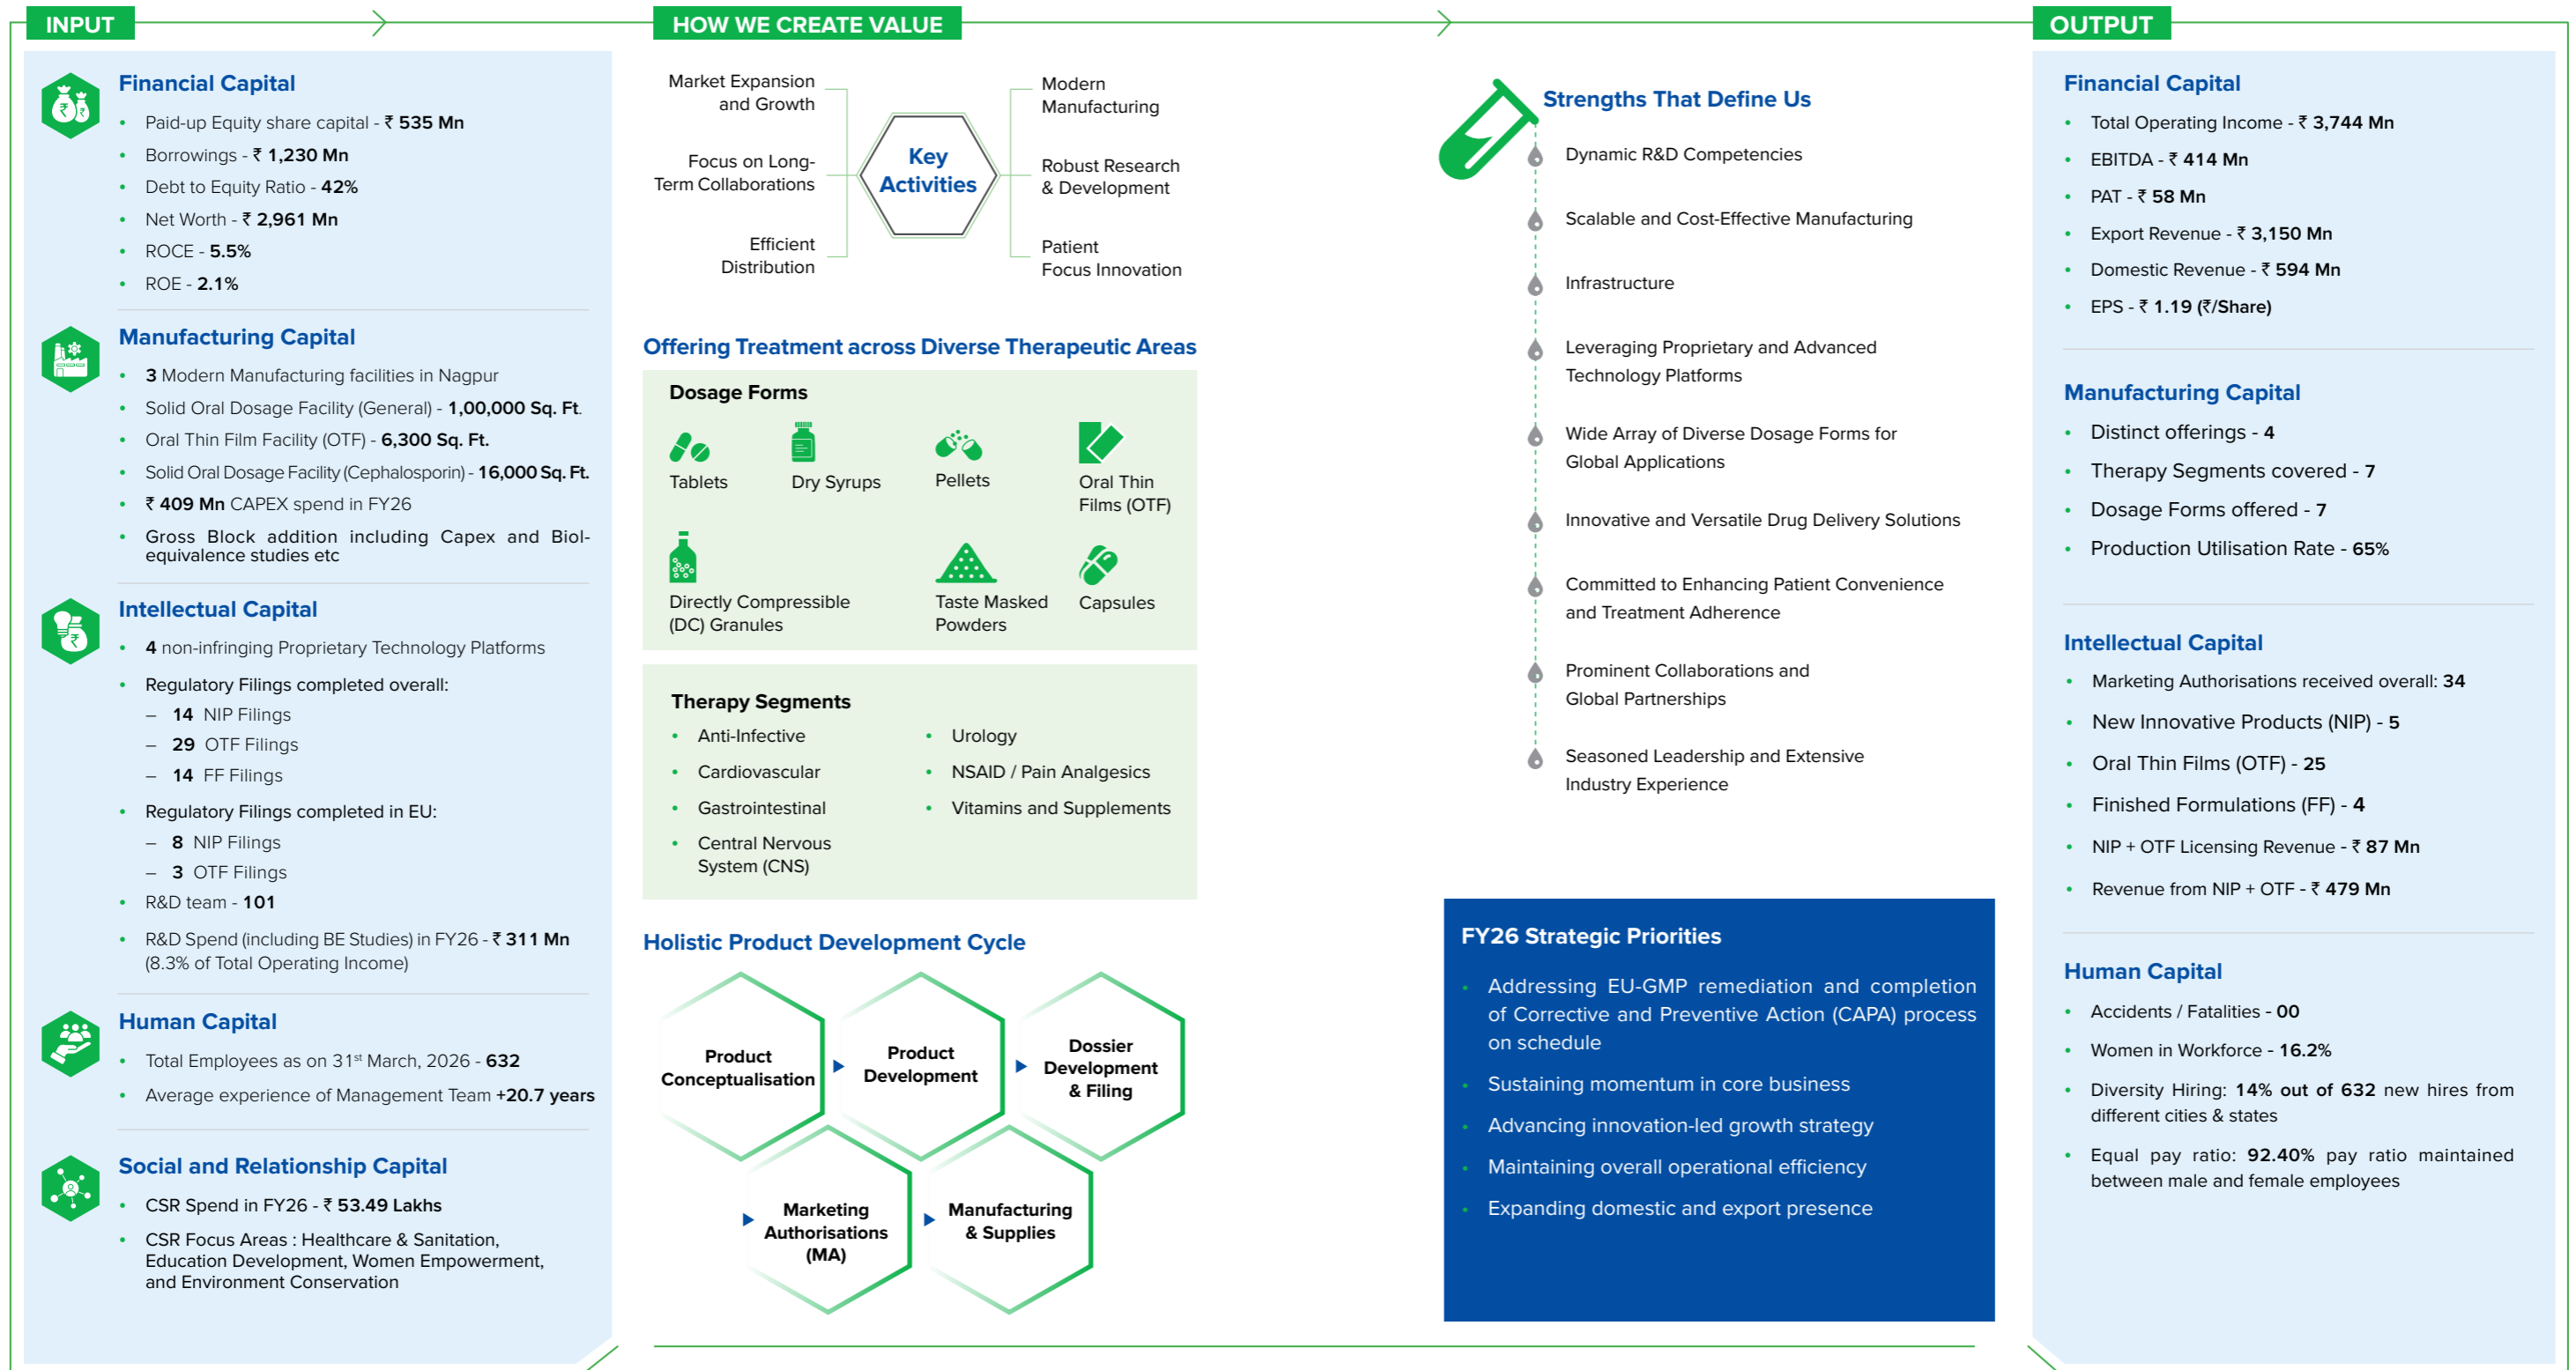 INPUT
Financial Capital
• Paid-up Equity share capital - ₹ 535 Mn
• Borrowings - ₹ 1,230 Mn
• Debt to Equity Ratio - 42%
• Net Worth - ₹ 2,961 Mn
• ROCE - 5.5%
• ROE - 2.1%
Manufacturing Capital
• 3 Modern Manufacturing facilities in Nagpur
• Solid Oral Dosage Facility (General) - 1,00,000 Sq. Ft.
• Oral Thin Film Facility (OTF) - 6,300 Sq. Ft.
• Solid Oral Dosage Facility (Cephalosporin) - 16,000 Sq. Ft.
• ₹ 409 Mn CAPEX spend in FY26
• Gross Block addition including Capex and Biol-
equivalence studies etc
Intellectual Capital
• 4 non-infringing Proprietary Technology Platforms
• Regulatory Filings completed overall:
– 14 NIP Filings
– 29 OTF Filings
– 14 FF Filings
• Regulatory Filings completed in EU:
– 8 NIP Filings
– 3 OTF Filings
• R&D team - 101
• R&D Spend (including BE Studies) in FY26 - ₹ 311 Mn
(8.3% of Total Operating Income)
Human Capital
• Total Employees as on 31st March, 2026 - 632
• Average experience of Management Team +20.7 years
Social and Relationship Capital
• CSR Spend in FY26 - ₹ 53.49 Lakhs
• CSR Focus Areas : Healthcare & Sanitation,
Education Development, Women Empowerment,
and Environment Conservation
HOW WE CREATE VALUE
Market Expansion
and Growth
Focus on Long-
Term Collaborations
Efficient
Distribution
Key
Activities
Modern
Manufacturing
Robust Research
& Development
Patient
Focus Innovation
Offering Treatment across Diverse Therapeutic Areas
Dosage Forms
Tablets
Dry Syrups
Pellets
Oral Thin
Films (OTF)
Directly Compressible
(DC) Granules
Taste Masked
Powders
Capsules
Therapy Segments
• Anti-Infective
• Cardiovascular
• Gastrointestinal
• Central Nervous
System (CNS)
• Urology
• NSAID / Pain Analgesics
• Vitamins and Supplements
Holistic Product Development Cycle
Product
Conceptualisation
Product
Development
Dossier
Development
& Filing
Marketing
Authorisations
(MA)
Manufacturing
& Supplies
Strengths That Define Us
Dynamic R&D Competencies
Scalable and Cost-Effective Manufacturing
Infrastructure
Leveraging Proprietary and Advanced
Technology Platforms
Wide Array of Diverse Dosage Forms for
Global Applications
Innovative and Versatile Drug Delivery Solutions
Committed to Enhancing Patient Convenience
and Treatment Adherence
Prominent Collaborations and
Global Partnerships
Seasoned Leadership and Extensive
Industry Experience
FY26 Strategic Priorities
• Addressing EU-GMP remediation and completion
of Corrective and Preventive Action (CAPA) process
on schedule
• Sustaining momentum in core business
• Advancing innovation-led growth strategy
• Maintaining overall operational efficiency
• Expanding domestic and export presence
OUTPUT
Financial Capital
• Total Operating Income - ₹ 3,744 Mn
• EBITDA - ₹ 414 Mn
• PAT - ₹ 58 Mn
• Export Revenue - ₹ 3,150 Mn
• Domestic Revenue - ₹ 594 Mn
• EPS - ₹ 1.19 (₹/Share)
Manufacturing Capital
• Distinct offerings - 4
• Therapy Segments covered - 7
• Dosage Forms offered - 7
• Production Utilisation Rate - 65%
Intellectual Capital
• Marketing Authorisations received overall: 34
• New Innovative Products (NIP) - 5
• Oral Thin Films (OTF) - 25
• Finished Formulations (FF) - 4
• NIP + OTF Licensing Revenue - ₹ 87 Mn
• Revenue from NIP + OTF - ₹ 479 Mn
Human Capital
• Accidents / Fatalities - 00
• Women in Workforce - 16.2%
• Diversity Hiring: 14% out of 632 new hires from
different cities & states
• Equal pay ratio: 92.40% pay ratio maintained
between male and female employees